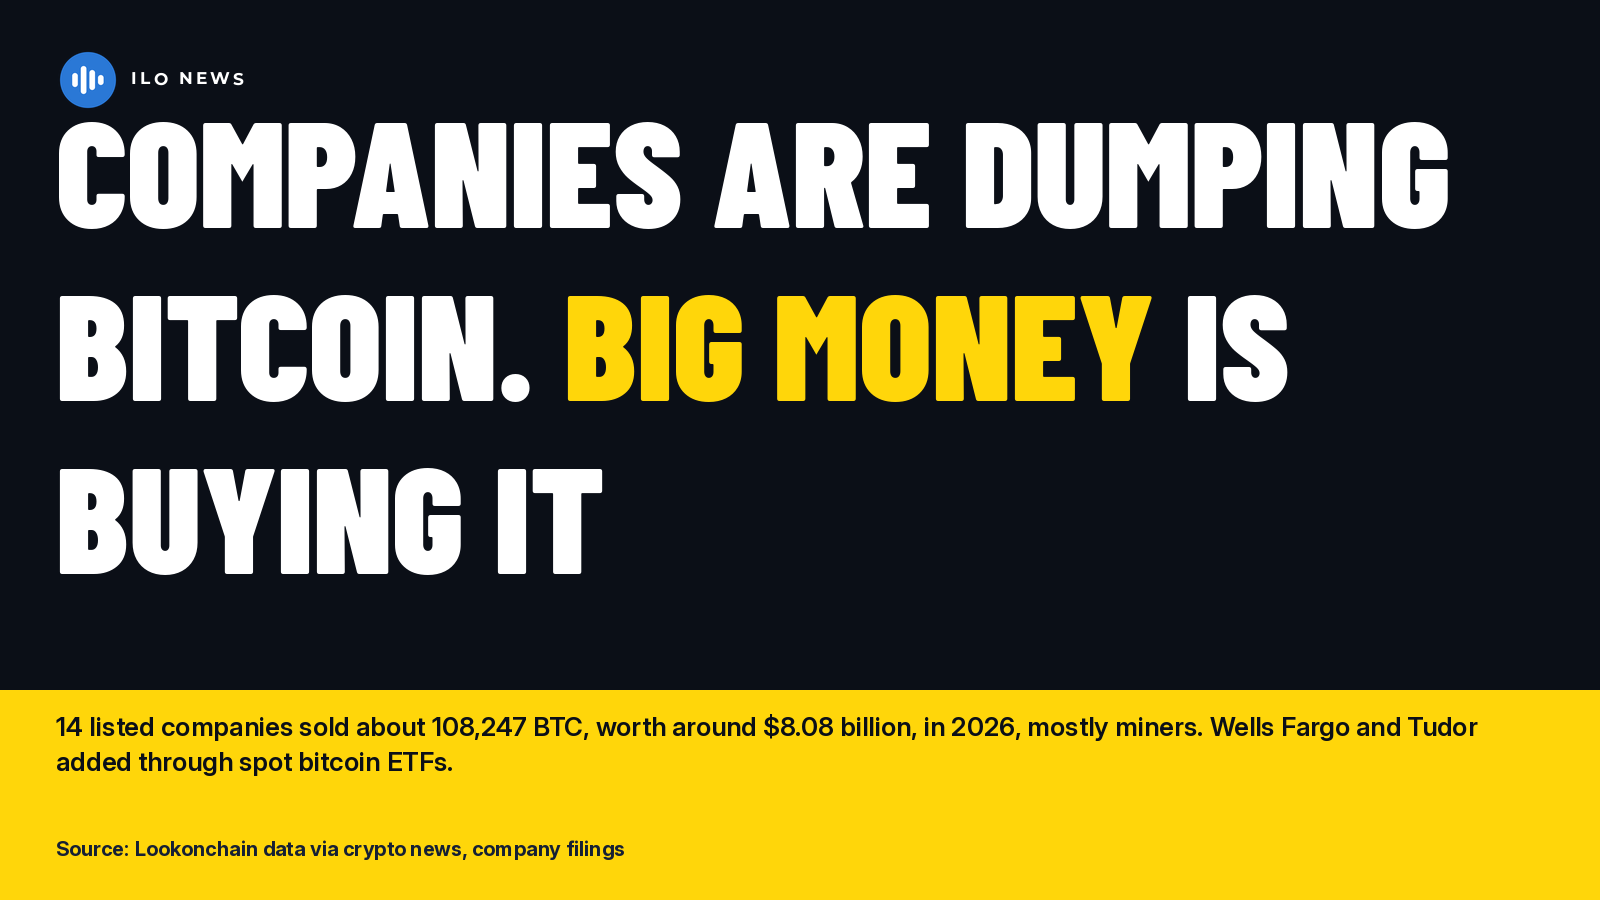 ILO NEWS
COMPANIES ARE DUMPING
BITCOIN. BIG MONEY IS
BUYING IT
14 listed companies sold about 108,247 BTC, worth around $8.08 billion, in 2026, mostly miners. Wells Fargo and Tudor
added through spot bitcoin ETFs.
Source: Lookonchain data via crypto news, company filings